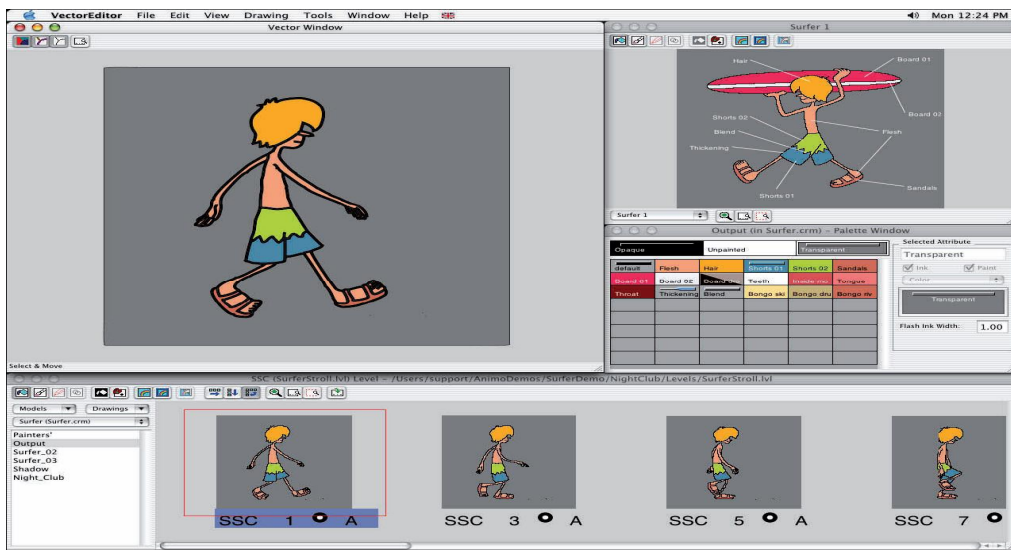 VectorEditor File Edit View Drawing Tools Window Help
Mon 12:24 PM
Vector Window
Select & Move
Surfer 1
Hair
Board 01
Board 02
Shorts 02
Flesh
Blend
Thickening
Sandals
Shorts 01
Surfer 1
Output (in Surfer.crm) – Palette Window
Opaque Unpainted Transparent
default Flesh Hair Shorts 01 Shorts 02 Sandals
Board 01 Board 02 Teeth Tongue
Throat Thickening Blend Bongo ski Bongo dru Bongo riv
Selected Attribute
Transparent
Ink Paint
Color
Transparent
Flash Ink Width: 1.00
SSC (SurferStroll.lvl) Level – /Users/support/AnimoDemos/SurferDemo/NightClub/Levels/SurferStroll.lvl
Models Drawings
Surfer (Surfer.crm)
Painters'
Output
Surfer_02
Surfer_03
Shadow
Night_Club
SSC 1 A
SSC 3 A
SSC 5 A
SSC 7